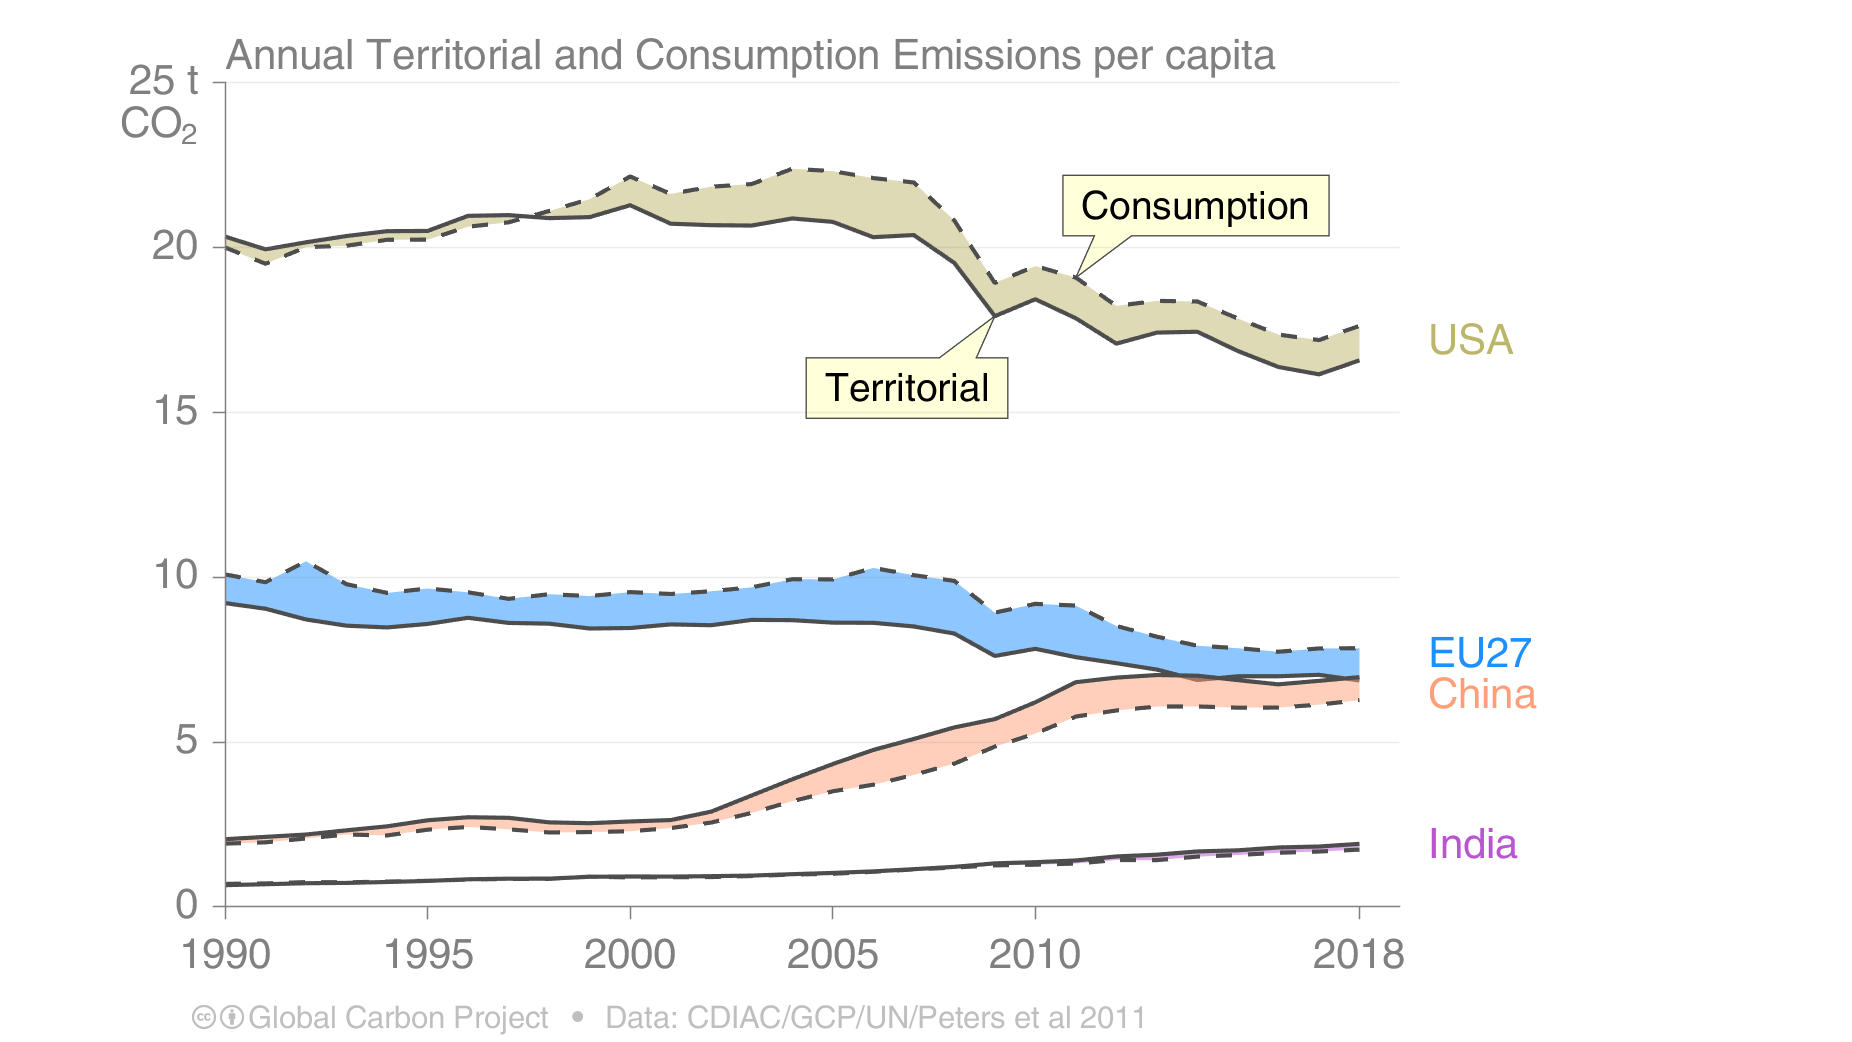 Annual Territorial and Consumption Emissions per capita
25 t
CO₂
20
15
10
5
0
Consumption
Territorial
USA
EU27
China
India
1990 1995 2000 2005 2010 2018
cc Global Carbon Project • Data: CDIAC/GCP/UN/Peters et al 2011